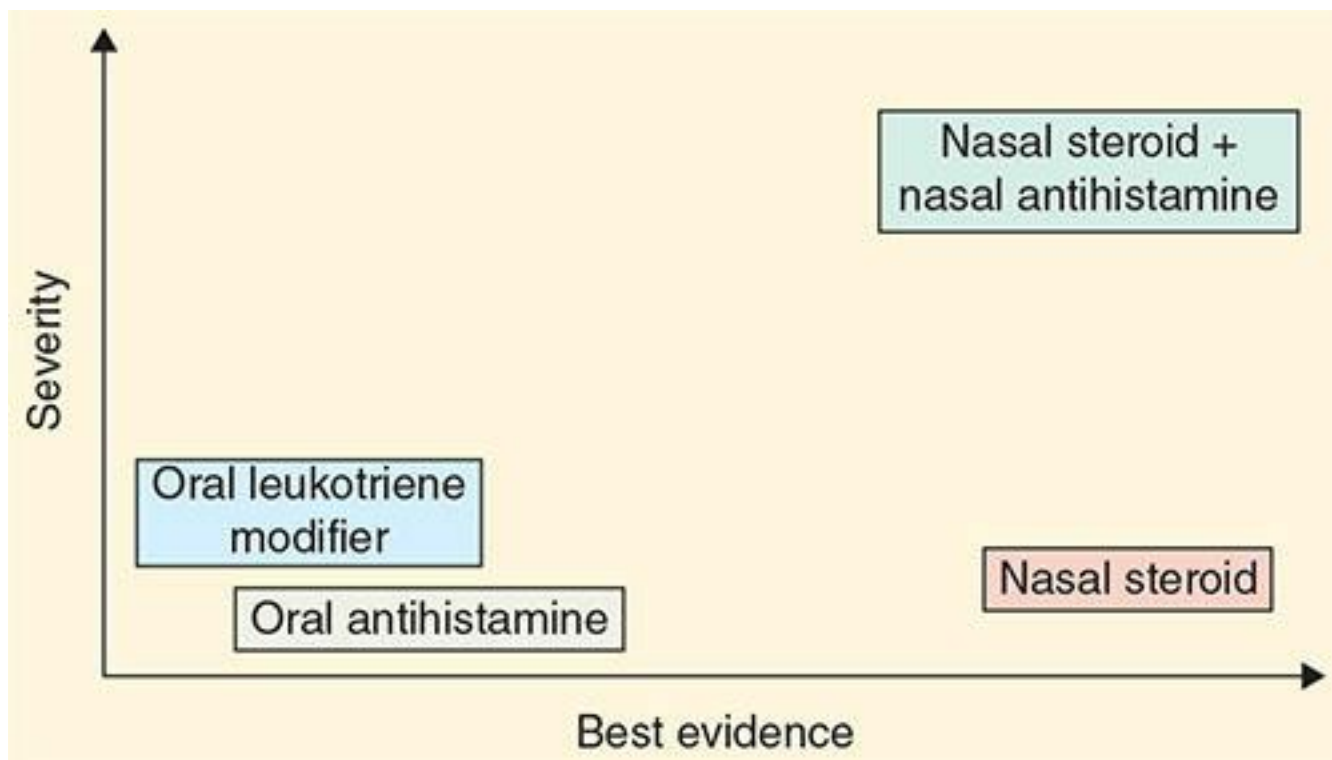 Nasal steroid +
nasal antihistamine
Severity
Oral leukotriene
modifier
Nasal steroid
Oral antihistamine
Best evidence